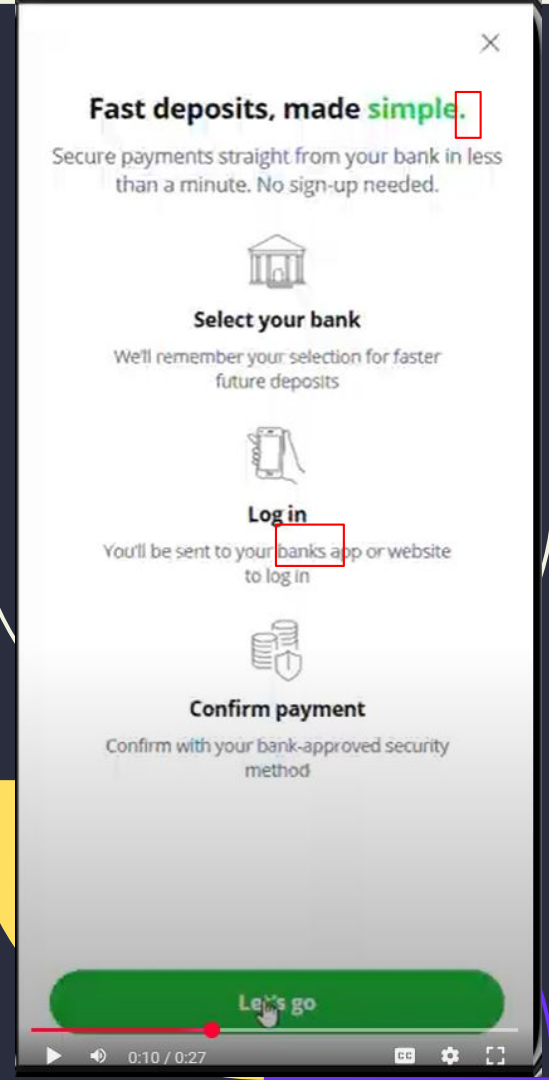 Fast deposits, made simple.
Secure payments straight from your bank in less
than a minute. No sign-up needed.
Select your bank
We'll remember your selection for faster
future deposits
Log in
You'll be sent to your banks app or website
to log in
Confirm payment
Confirm with your bank-approved security
method
Let's go
0:10 / 0:27
CC